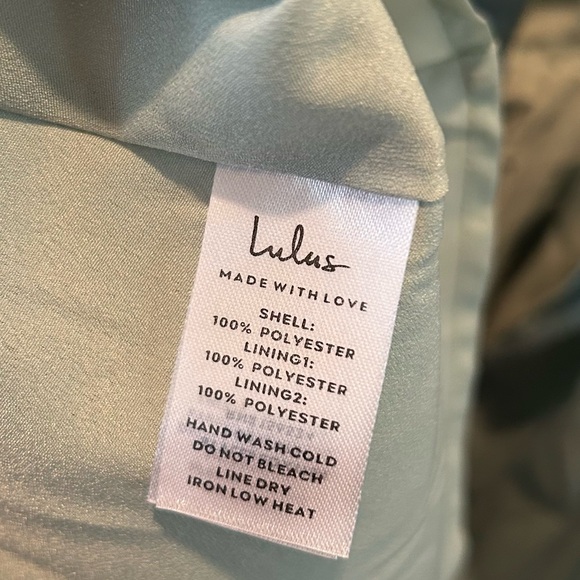 Lulus
MADE WITH LOVE
SHELL:
100% POLYESTER
LINING1:
100% POLYESTER
LINING2:
100% POLYESTER
HAND WASH COLD
DO NOT BLEACH
LINE DRY
IRON LOW HEAT